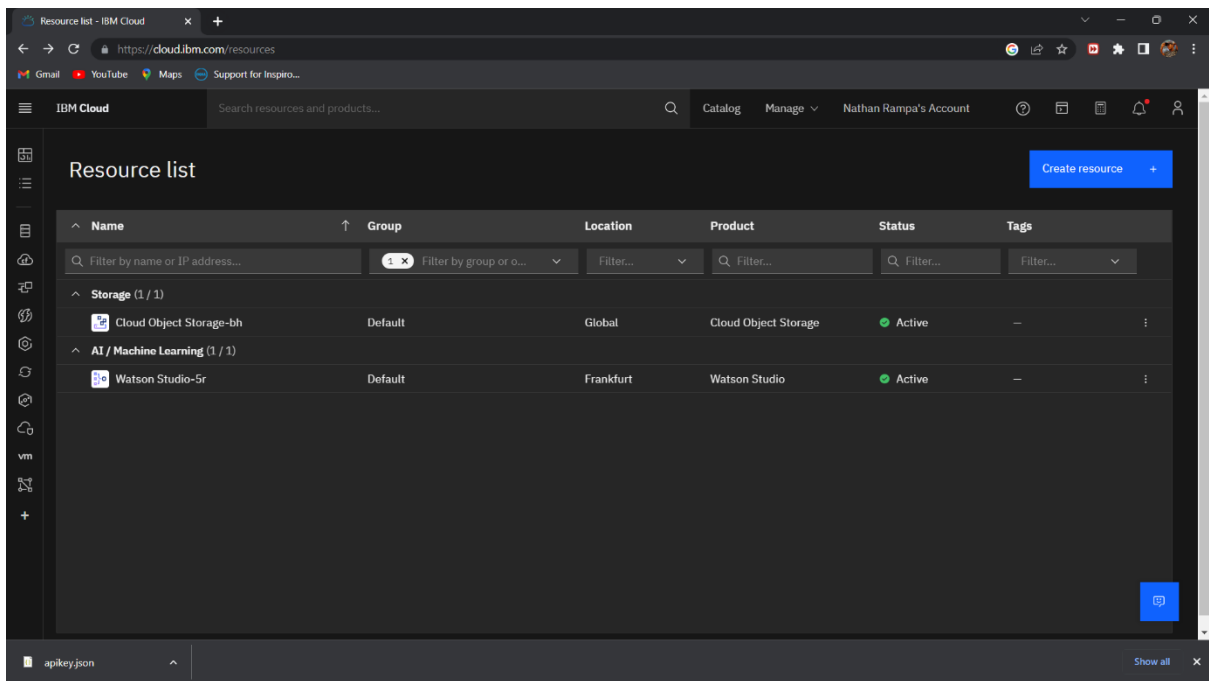 Resource list - IBM Cloud
https://cloud.ibm.com/resources
Gmail YouTube Maps Support for Inspiro...
IBM Cloud Search resources and products... Catalog Manage Nathan Rampa's Account
Resource list
Create resource +
Name Group Location Product Status Tags
Filter by name or IP address... 1 × Filter by group or o... Filter... Filter... Filter... Filter...
Storage (1 / 1)
Cloud Object Storage-bh Default Global Cloud Object Storage Active –
AI / Machine Learning (1 / 1)
Watson Studio-5r Default Frankfurt Watson Studio Active –
vm
apikey.json
Show all